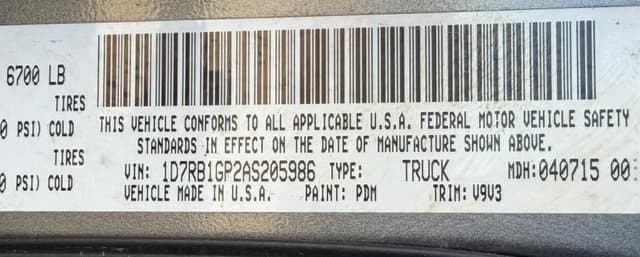 6700 LB
TIRES
0 PSI) COLD
TIRES
0 PSI) COLD
THIS VEHICLE CONFORMS TO ALL APPLICABLE U.S.A. FEDERAL MOTOR VEHICLE SAFETY
STANDARDS IN EFFECT ON THE DATE OF MANUFACTURE SHOWN ABOVE.
VIN: 1D7RB1GP2AS205986 TYPE: TRUCK MDH:040715 00
VEHICLE MADE IN U.S.A. PAINT: PDM TRIM: V9V3